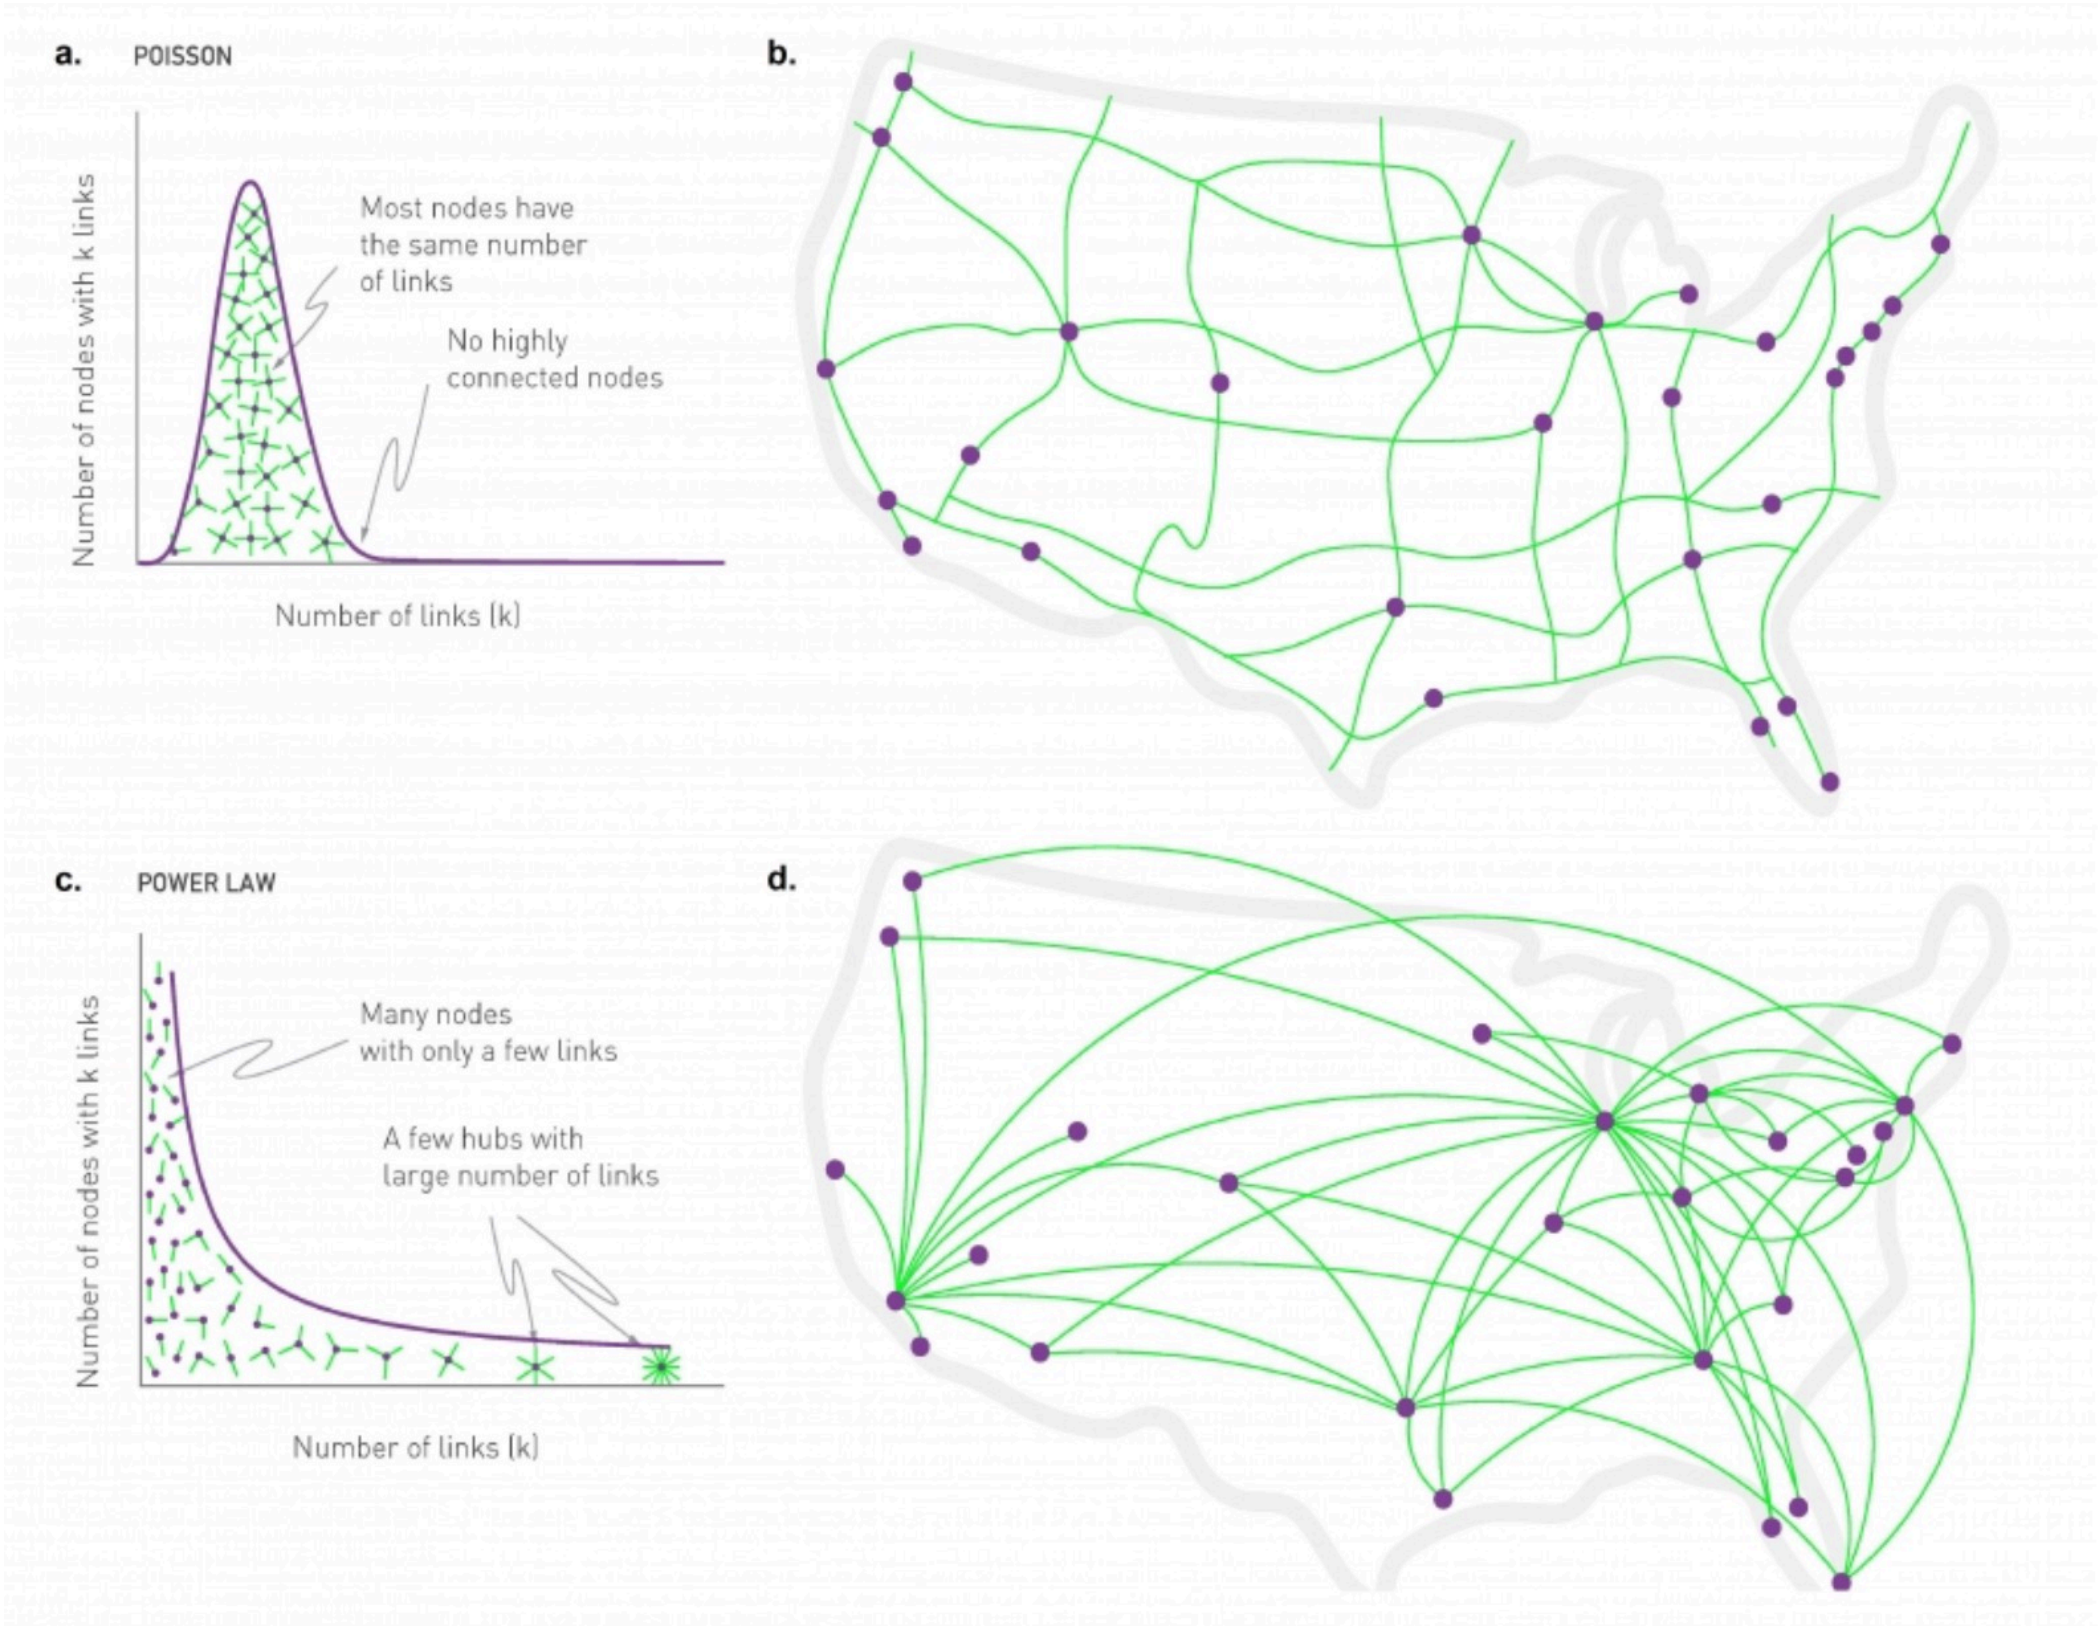 a. POISSON
Number of nodes with k links
Most nodes have
the same number
of links
No highly
connected nodes
Number of links (k)
b.
c. POWER LAW
Number of nodes with k links
Many nodes
with only a few links
A few hubs with
large number of links
Number of links (k)
d.